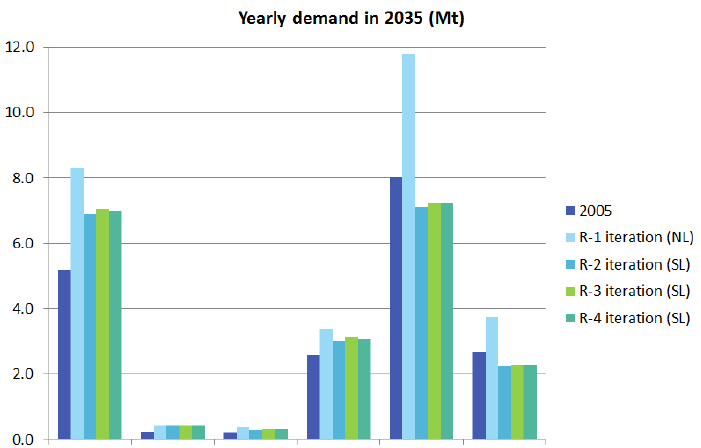 Yearly demand in 2035 (Mt)
12.0
10.0
8.0
6.0
4.0
2.0
0.0
2005
R-1 iteration (NL)
R-2 iteration (SL)
R-3 iteration (SL)
R-4 iteration (SL)